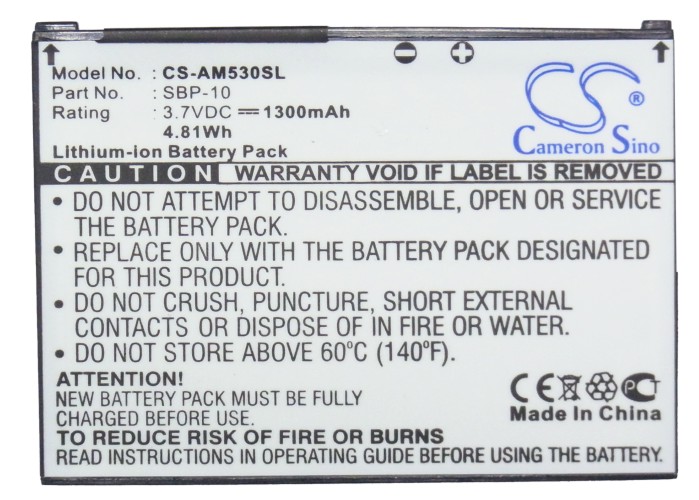 Model No. : CS-AM530SL
Part No. : SBP-10
Rating : 3.7VDC 1300mAh
4.81Wh
Lithium-ion Battery Pack
CS ®
Cameron Sino
CAUTION WARRANTY VOID IF LABEL IS REMOVED
• DO NOT ATTEMPT TO DISASSEMBLE, OPEN OR SERVICE
THE BATTERY PACK.
• REPLACE ONLY WITH THE BATTERY PACK DESIGNATED
FOR THIS PRODUCT.
• DO NOT CRUSH, PUNCTURE, SHORT EXTERNAL
CONTACTS OR DISPOSE OF IN FIRE OR WATER.
• DO NOT STORE ABOVE 60°C (140°F).
ATTENTION!
NEW BATTERY PACK MUST BE FULLY
CHARGED BEFORE FIRST USE.
CE PCT
Made In China
TO REDUCE RISK OF FIRE OR BURNS
READ INSTRUCTIONS IN OPERATING GUIDE BEFORE USING BATTERY.